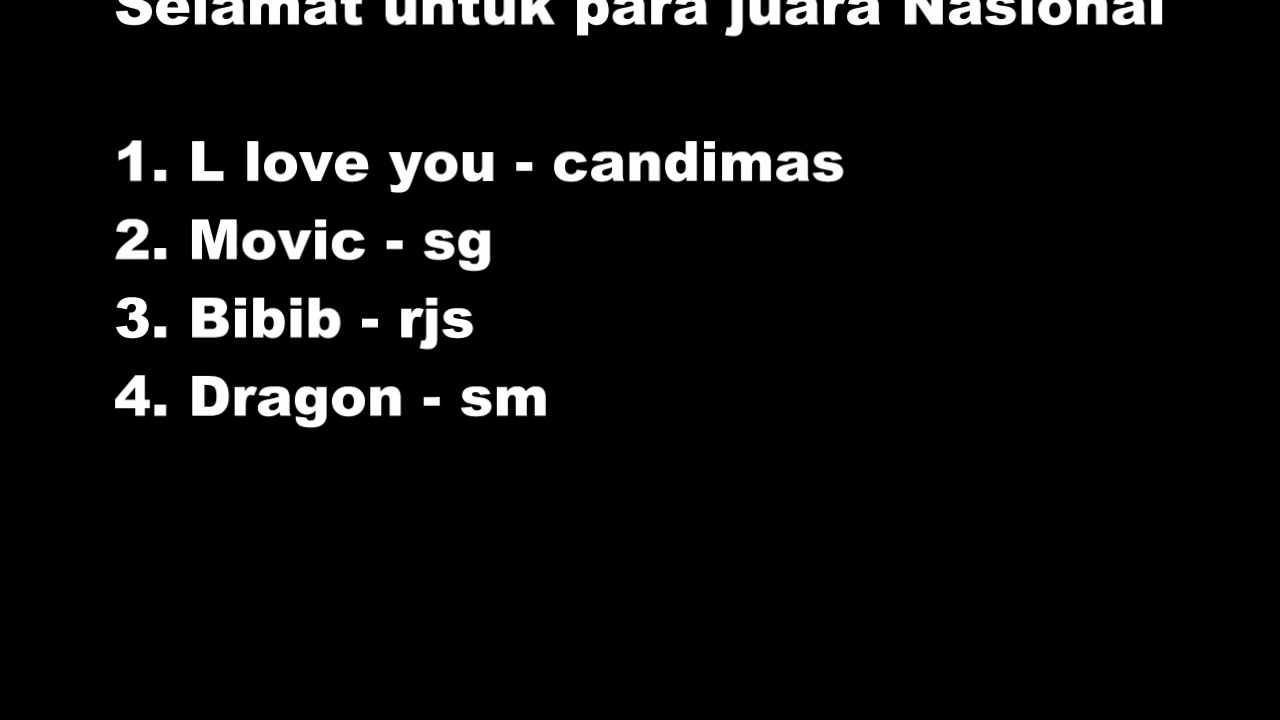 Selamat untuk para juara Nasional
1. L love you - candimas
2. Movic - sg
3. Bibib - rjs
4. Dragon - sm